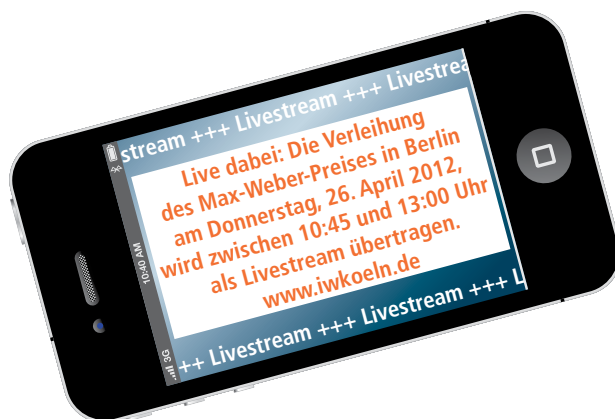 stream +++ Livestream +++ Livestrea
Live dabei: Die Verleihung
des Max-Weber-Preises in Berlin
am Donnerstag, 26. April 2012,
wird zwischen 10:45 und 13:00 Uhr
als Livestream übertragen.
www.iwkoeln.de
++ Livestream +++ Livestream +++ L
10:40 AM
3G